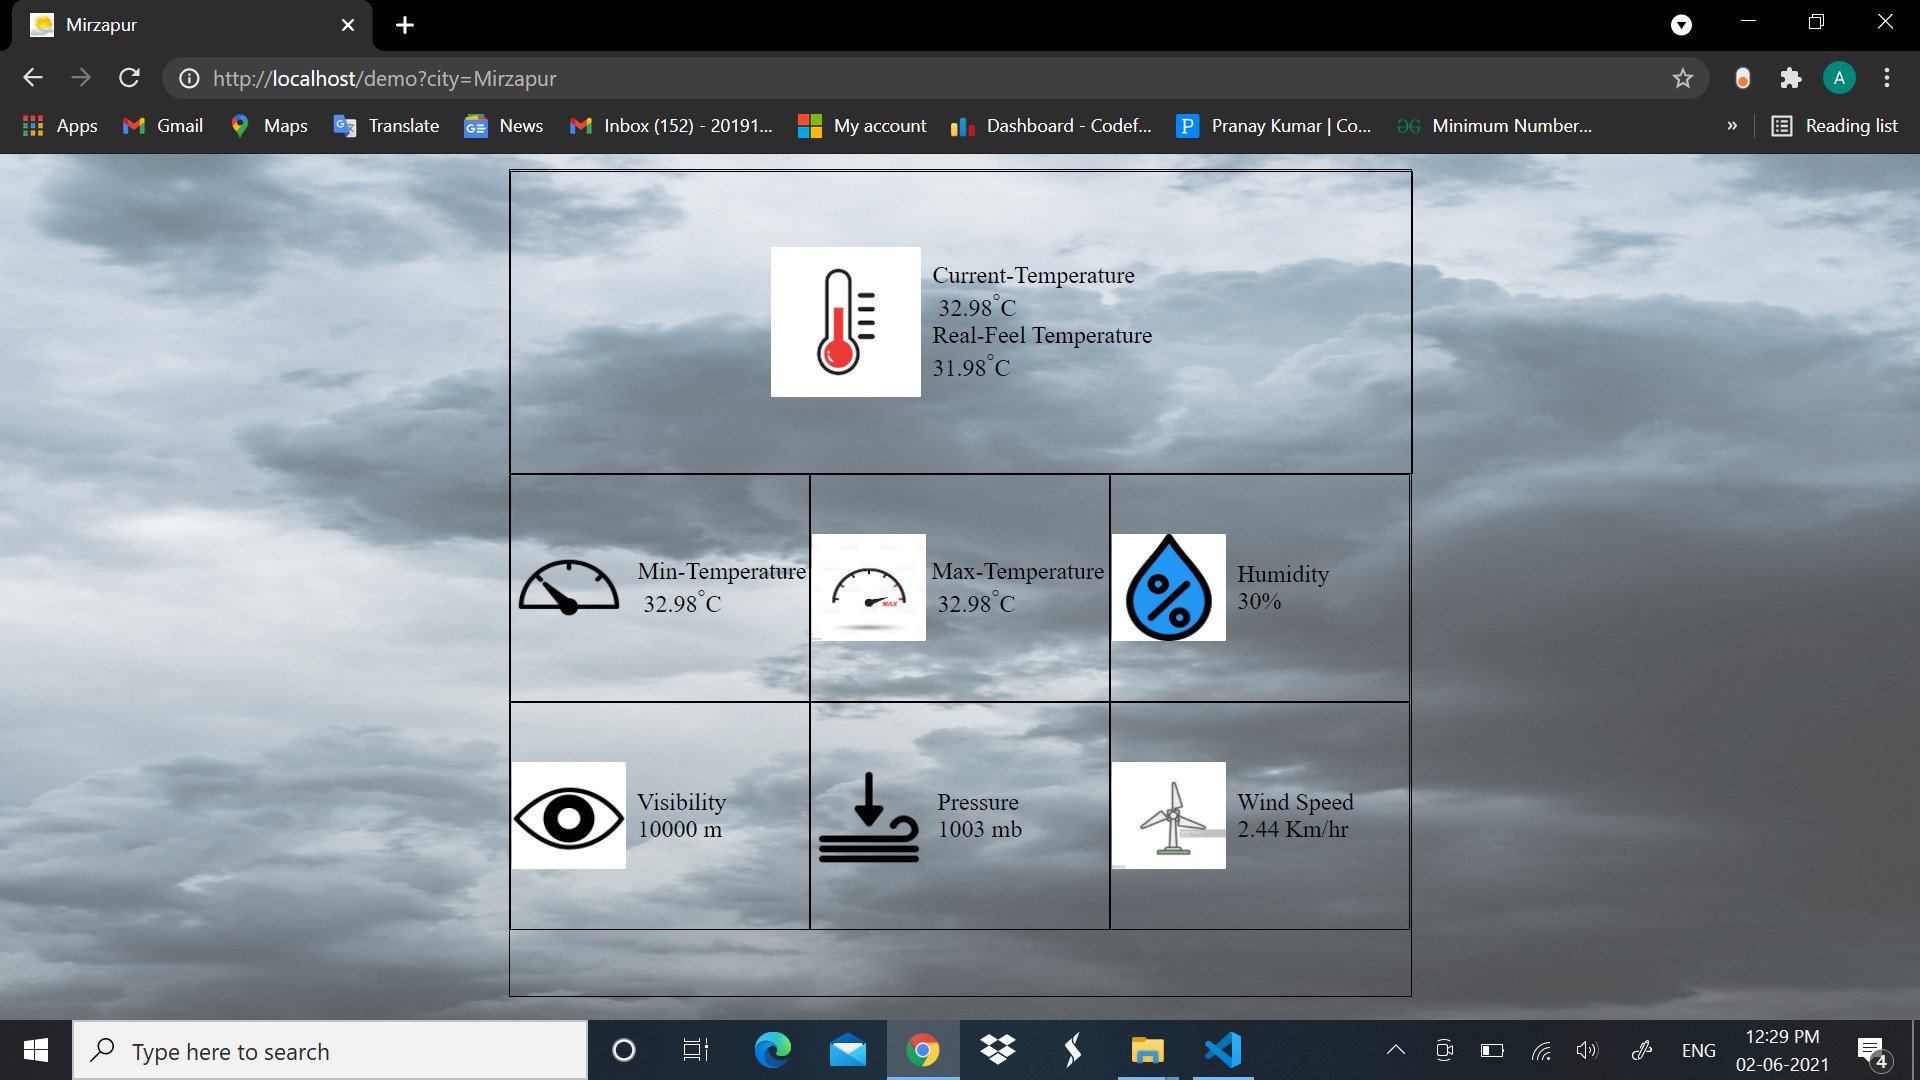 Mirzapur
http://localhost/demo?city=Mirzapur
A
Apps Gmail Maps Translate News Inbox (152) - 20191... My account Dashboard - Codef... Pranay Kumar | Co... Minimum Number... » Reading list
Current-Temperature
32.98°C
Real-Feel Temperature
31.98°C
Min-Temperature
32.98°C
MAX
Max-Temperature
32.98°C
%
Humidity
30%
Visibility
10000 m
Pressure
1003 mb
Wind Speed
2.44 Km/hr
Type here to search
ENG
12:29 PM
02-06-2021
4